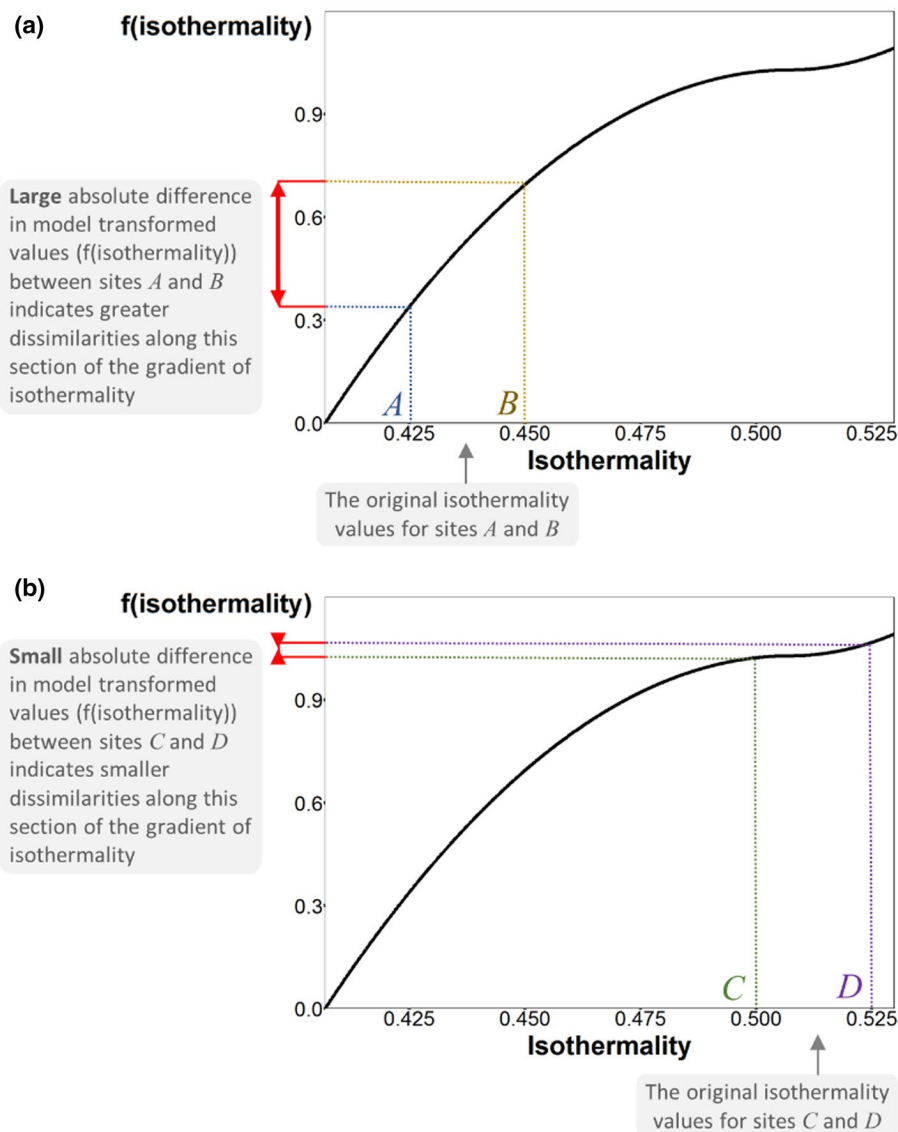 (a)
f(isothermality)
0.9
0.6
0.3
0.0
Large absolute difference
in model transformed
values (f(isothermality))
between sites A and B
indicates greater
dissimilarities along this
section of the gradient of
isothermality
A
B
0.425
0.450
0.475
0.500
0.525
Isothermality
The original isothermality
values for sites A and B
(b)
f(isothermality)
0.9
0.6
0.3
0.0
Small absolute difference
in model transformed
values (f(isothermality))
between sites C and D
indicates smaller
dissimilarities along this
section of the gradient of
isothermality
C
D
0.425
0.450
0.475
0.500
0.525
Isothermality
The original isothermality
values for sites C and D